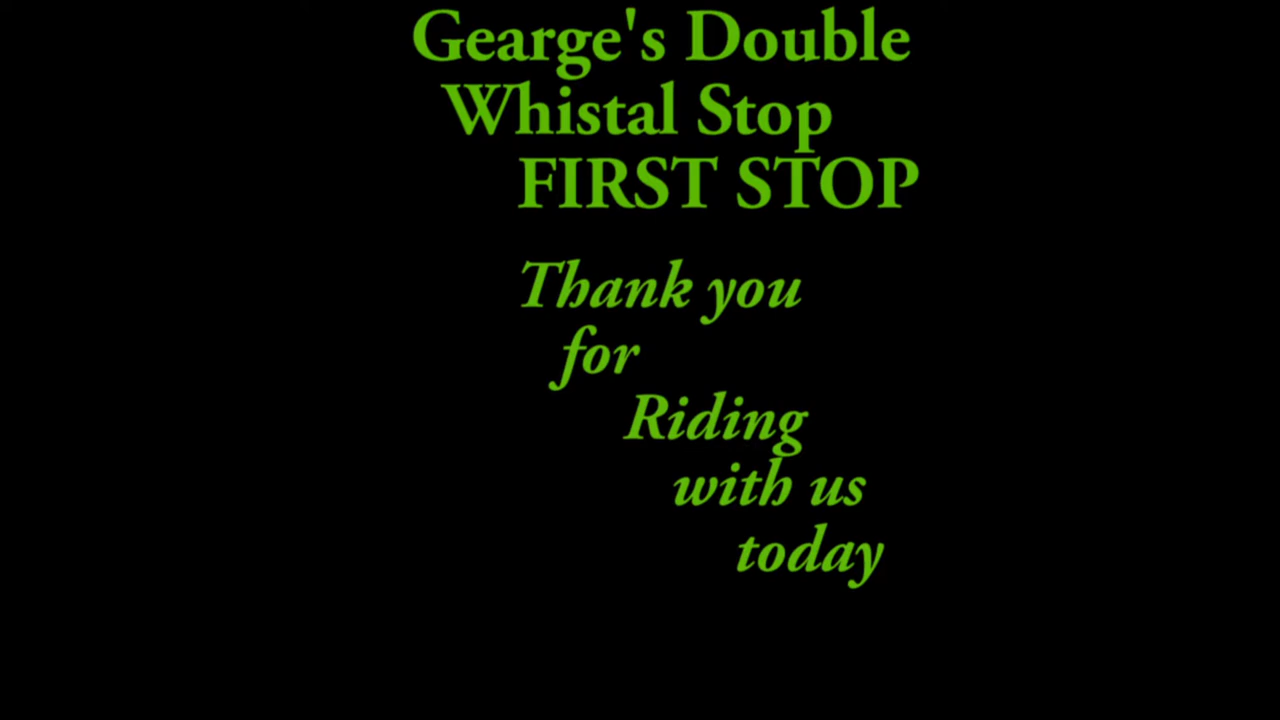 Gearge's Double
Whistal Stop
FIRST STOP
Thank you
for
Riding
with us
today